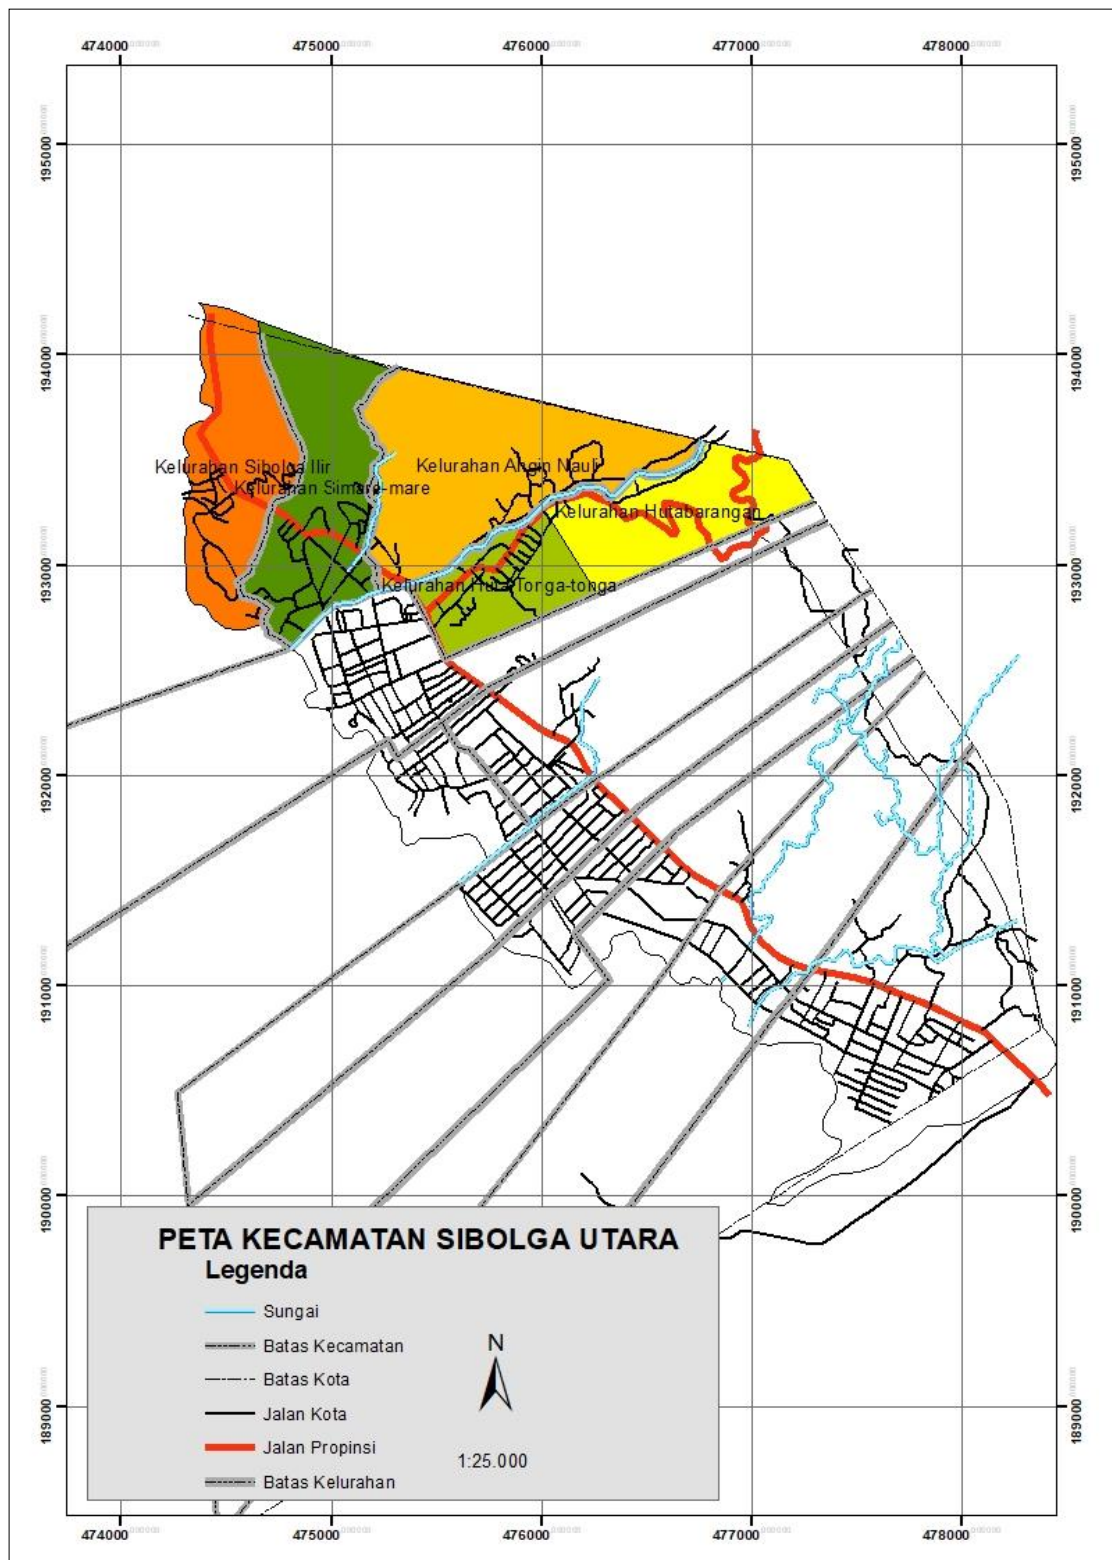 474000 475000 476000 477000 478000
195000 195000
194000 194000
Kelurahan Angin Nauli
Kelurahan Sibolga Ilir
Kelurahan Simare-mare
Kelurahan Hutabarangan
193000 193000
Kelurahan Huta Tonga-tonga
192000 192000
191000 191000
190000 190000
PETA KECAMATAN SIBOLGA UTARA
Legenda
Sungai
Batas Kecamatan
N
Batas Kota
Jalan Kota
189000 189000
Jalan Propinsi
1:25.000
Batas Kelurahan
474000 475000 476000 477000 478000